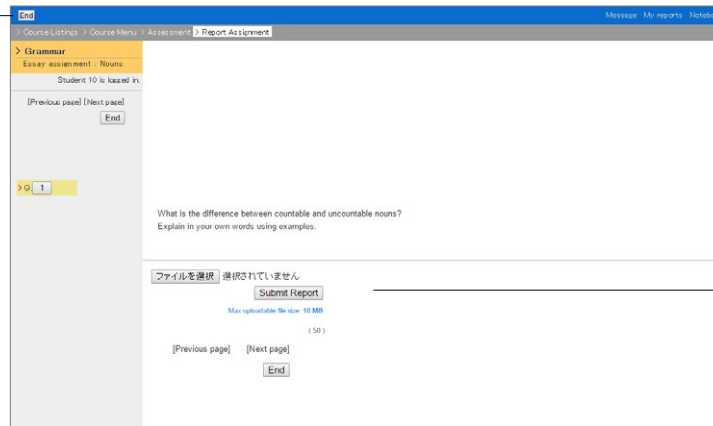 End
Message My reports Notebo
> Course Listings > Course Menu > Assessment > Report Assignment
> Grammar
Essay assignment : Nouns
Student 10 is logged in.
[Previous page] [Next page]
End
> Q. 1
What is the difference between countable and uncountable nouns?
Explain in your own words using examples.
ファイルを選択 選択されていません
Submit Report
Max uploadable file size 10 MB
( 50 )
[Previous page] [Next page]
End